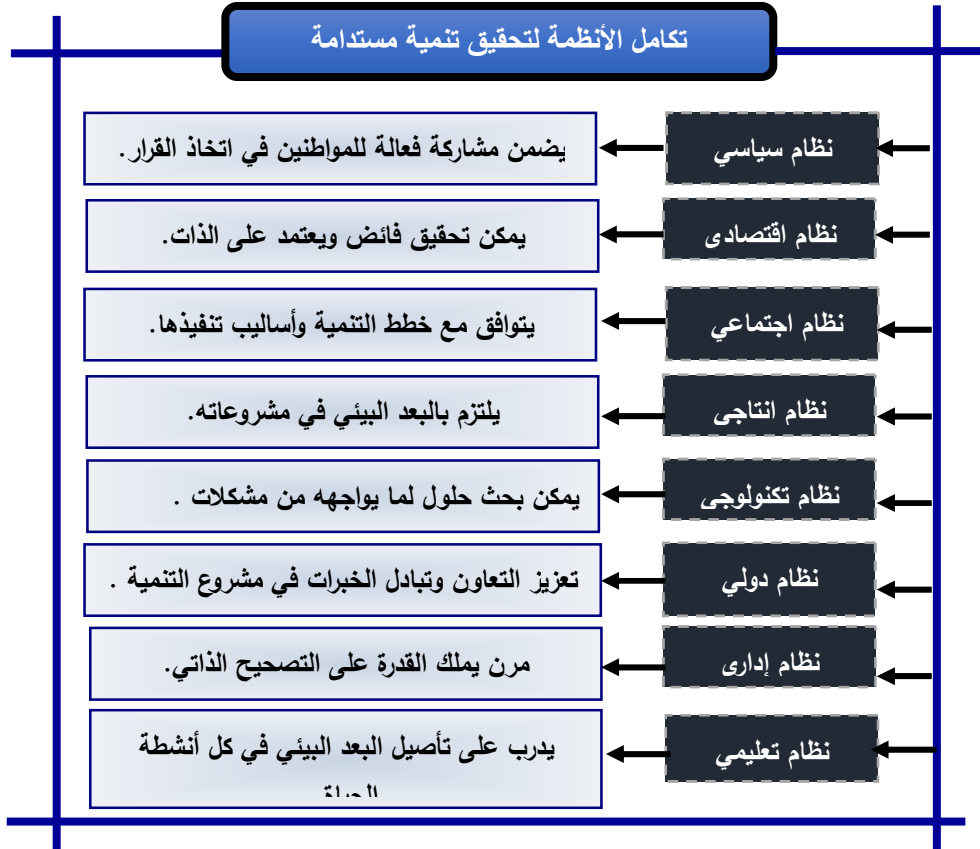 تكامل الأنظمة لتحقيق تنمية مستدامة
نظام سياسي
يضمن مشاركة فعالة للمواطنين في اتخاذ القرار.
نظام اقتصادى
يمكن تحقيق فائض ويعتمد على الذات.
نظام اجتماعي
يتوافق مع خطط التنمية وأساليب تنفيذها.
نظام انتاجى
يلتزم بالبعد البيئي في مشروعاته.
نظام تكنولوجى
يمكن بحث حلول لما يواجهه من مشكلات .
نظام دولي
تعزيز التعاون وتبادل الخبرات في مشروع التنمية .
نظام إدارى
مرن يملك القدرة على التصحيح الذاتي.
نظام تعليمي
يدرب على تأصيل البعد البيئي في كل أنشطة